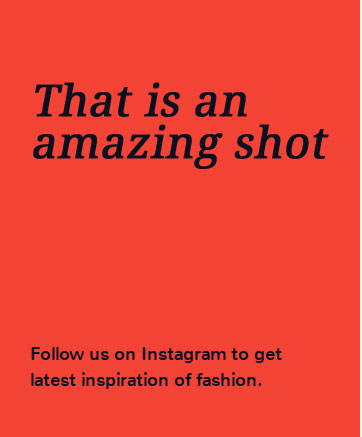 That is an
amazing shot
Follow us on Instagram to get
latest inspiration of fashion.